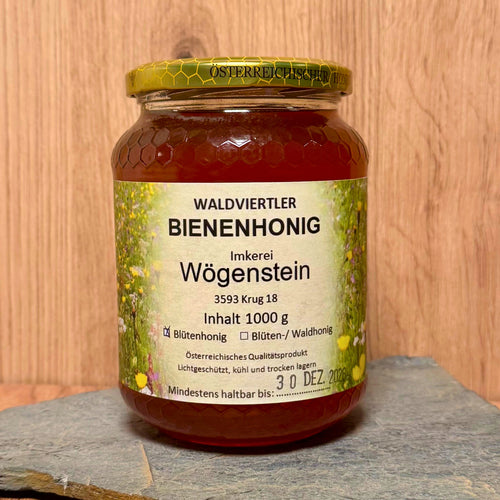 ÖSTERREICHISCHER
WALDVIERTLER
BIENENHONIG
Imkerei
Wögenstein
3593 Krug 18
Inhalt 1000 g
☑ Blütenhonig ☐ Blüten-/ Waldhonig
Österreichisches Qualitätsprodukt
Lichtgeschützt, kühl und trocken lagern
Mindestens haltbar bis: 30 DEZ.